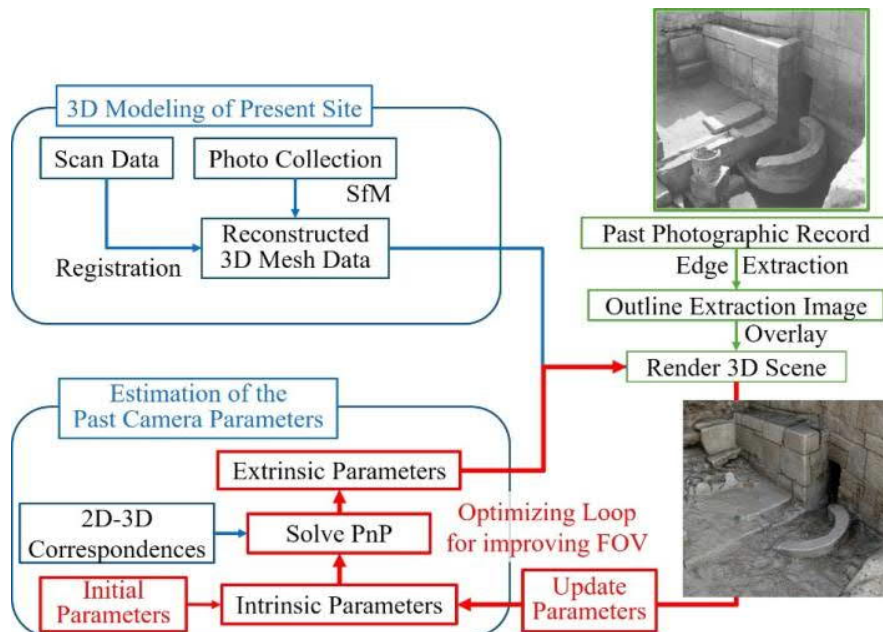 3D Modeling of Present Site
Scan Data
Photo Collection
SfM
Reconstructed
3D Mesh Data
Registration
Past Photographic Record
Edge Extraction
Outline Extraction Image
Overlay
Render 3D Scene
Estimation of the
Past Camera Parameters
Extrinsic Parameters
2D-3D
Correspondences
Solve PnP
Optimizing Loop
for improving FOV
Initial
Parameters
Intrinsic Parameters
Update
Parameters